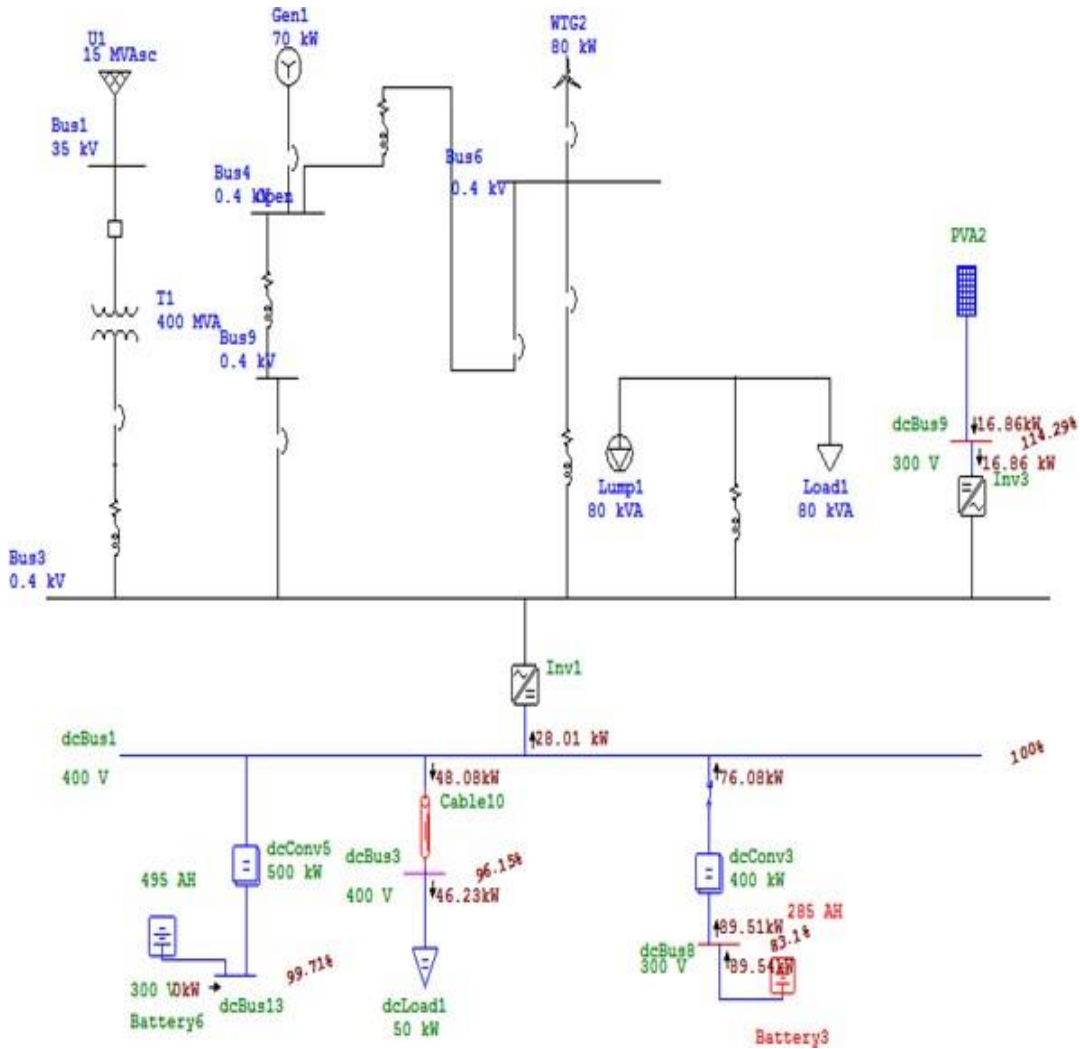 U1
15 MVAsc
Gen1
70 kW
WTG2
80 kW
Bus1
35 kV
Bus4
0.4 kV
Open
Bus6
0.4 kV
PVA2
T1
400 MVA
Bus9
0.4 kV
dcBus9
300 V
16.86kW
114.29%
16.86 kW
Inv3
Lump1
80 kVA
Load1
80 kVA
Bus3
0.4 kV
Inv1
28.01 kW
dcBus1
400 V
100%
48.08kW
Cable10
76.08kW
dcConv5
500 kW
dcBus3
400 V
96.15%
46.23kW
dcConv3
400 kW
495 AH
285 AH
89.51kW
83.1%
dcBus8
300 V
89.54kW
99.71%
300 V
0kW
dcBus13
Battery6
dcLoad1
50 kW
Battery3